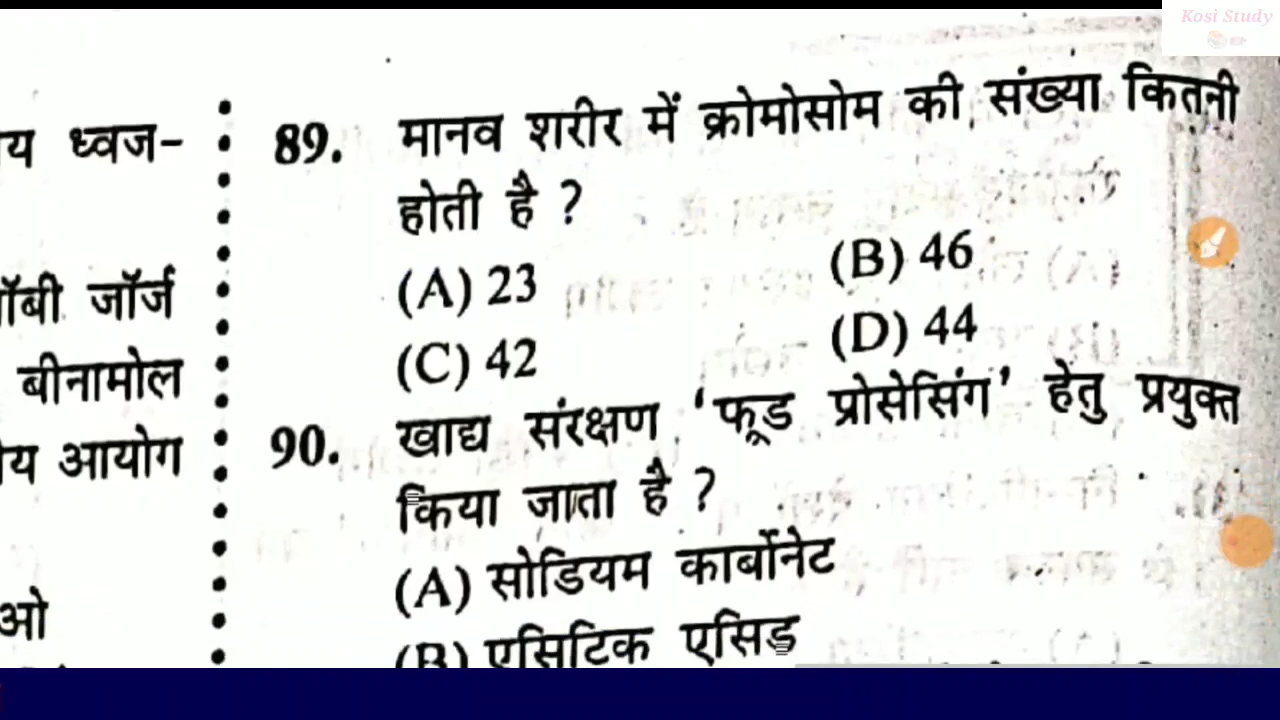 Kosi Study
य ध्वज-
ॉबी जॉर्ज
बीनामोल
य आयोग
ओ
89. मानव शरीर में क्रोमोसोम की संख्या कितनी
होती है ?
(A) 23 (B) 46
(C) 42 (D) 44
90. खाद्य संरक्षण ‘फूड प्रोसेसिंग’ हेतु प्रयुक्त
किया जाता है ?
(A) सोडियम कार्बोनेट
(B) एसिटिक एसिड